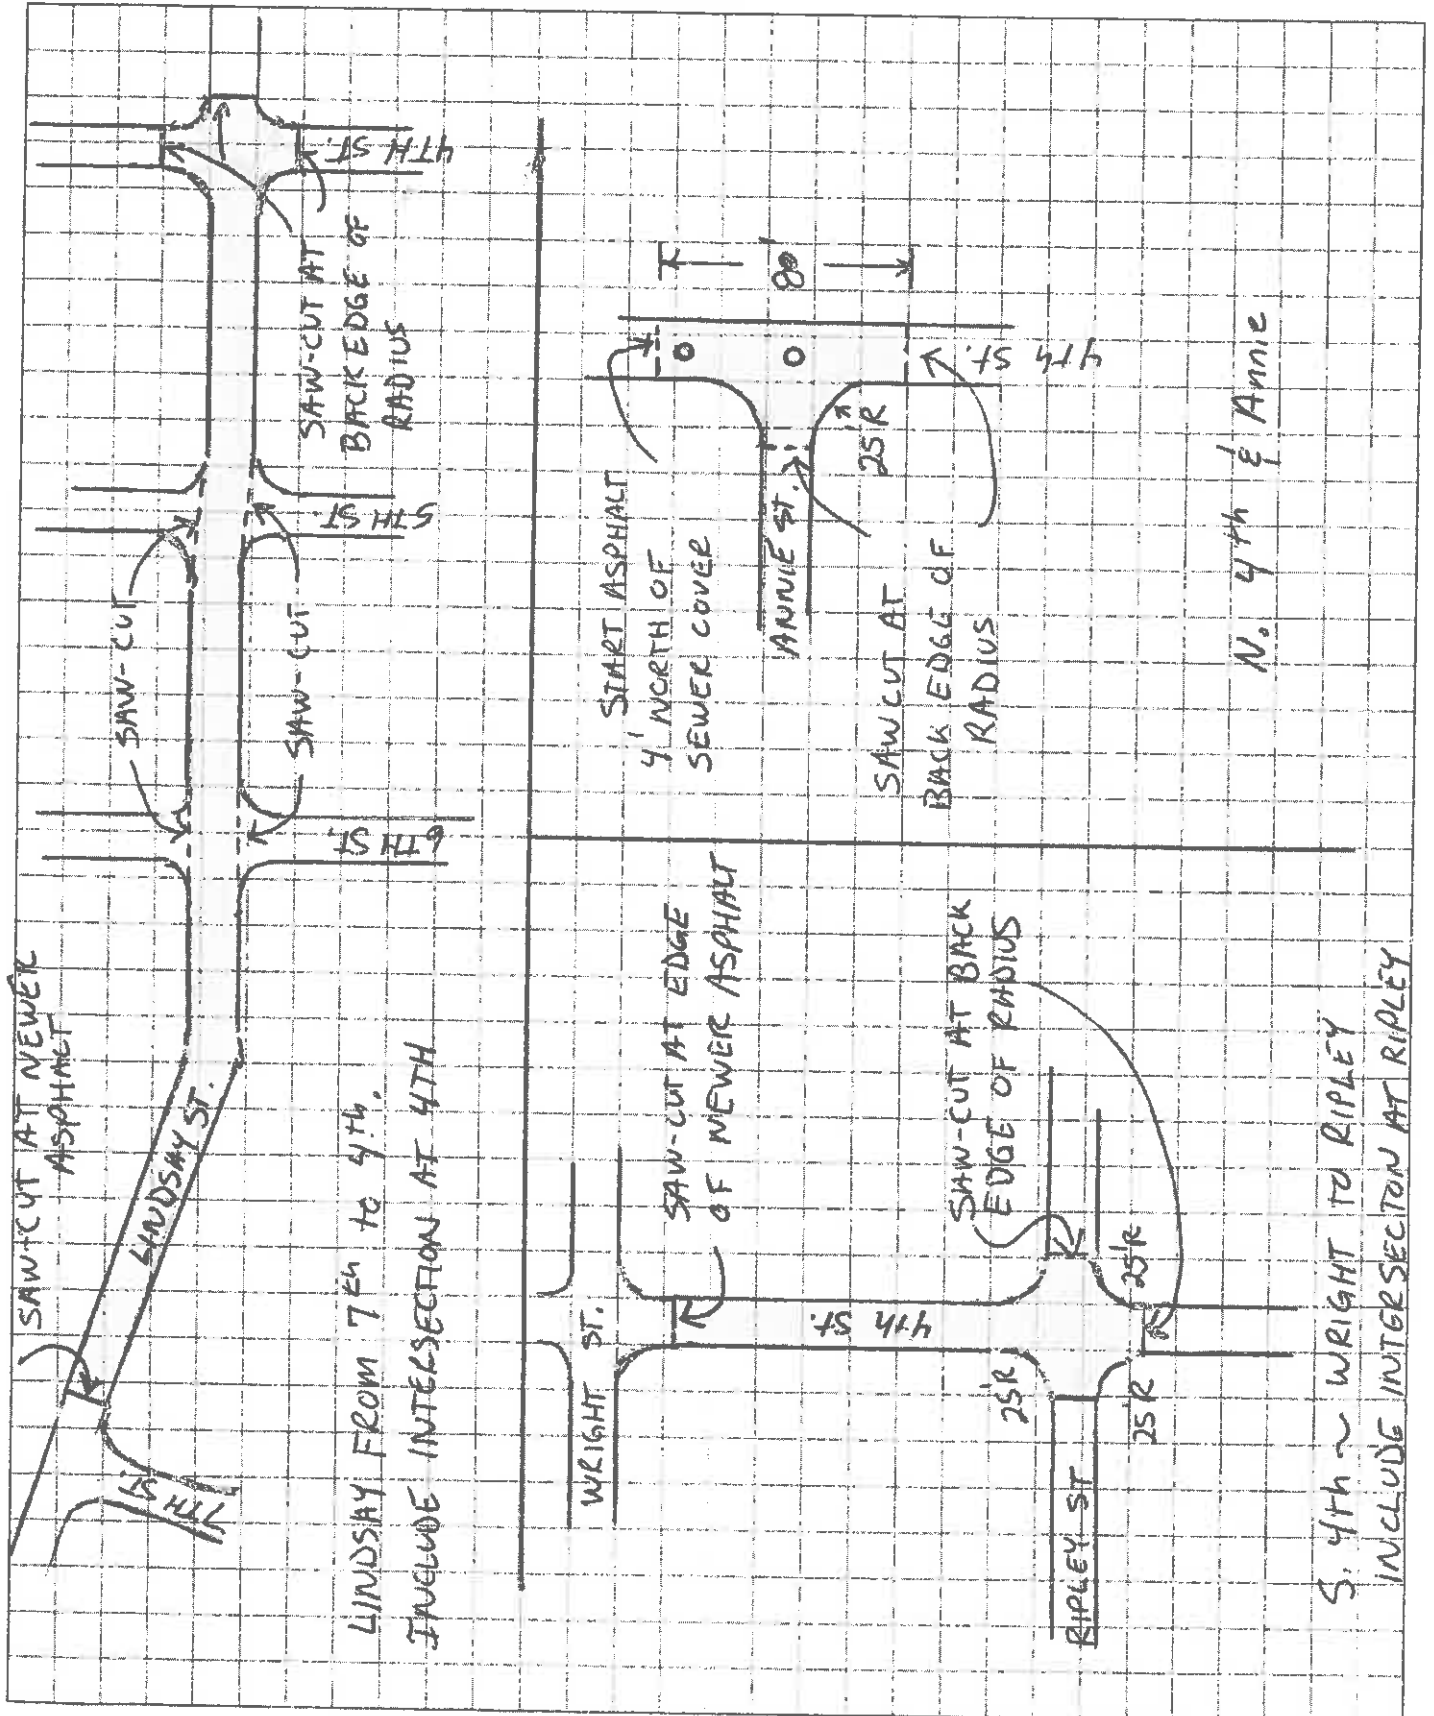 SAW-CUT AT NEWER
ASPHALT
LINDSAY ST.
7TH ST.
LINDSAY FROM 7th to 4th.
INCLUDE INTERSECTION AT 4TH
SAW-CUT
SAW-CUT
6TH ST.
5TH ST.
SAW-CUT AT
BACK EDGE OF
RADIUS
4TH ST.
WRIGHT ST.
SAW-CUT AT EDGE
OF NEWER ASPHALT
4th ST.
SAW-CUT AT BACK
EDGE OF RADIUS
25'R
25'R
25'R
RIPLEY ST
S. 4th ~ WRIGHT TO RIPLEY
INCLUDE INTERSECTION AT RIPLEY
START ASPHALT
4' NORTH OF
SEWER COVER
80'
ANNIE ST.
25'R
4th ST.
SAWCUT AT
BACK EDGE OF
RADIUS
N. 4th & Annie